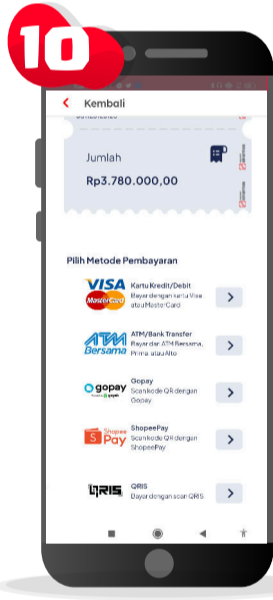 10
Kembali
Jumlah
Rp3.780.000,00
Pilih Metode Pembayaran
VISA
MasterCard
Kartu Kredit/Debit
Bayar dengan kartu Visa
atau MasterCard
ATM
Bersama
ATM/Bank Transfer
Bayar dari ATM Bersama,
Prima atau Alto
gopay
Gopay
Scan kode QR dengan
Gopay
Shopee
Pay
ShopeePay
Scan kode QR dengan
ShopeePay
QRIS
QRIS
Bayar dengan scan QRIS